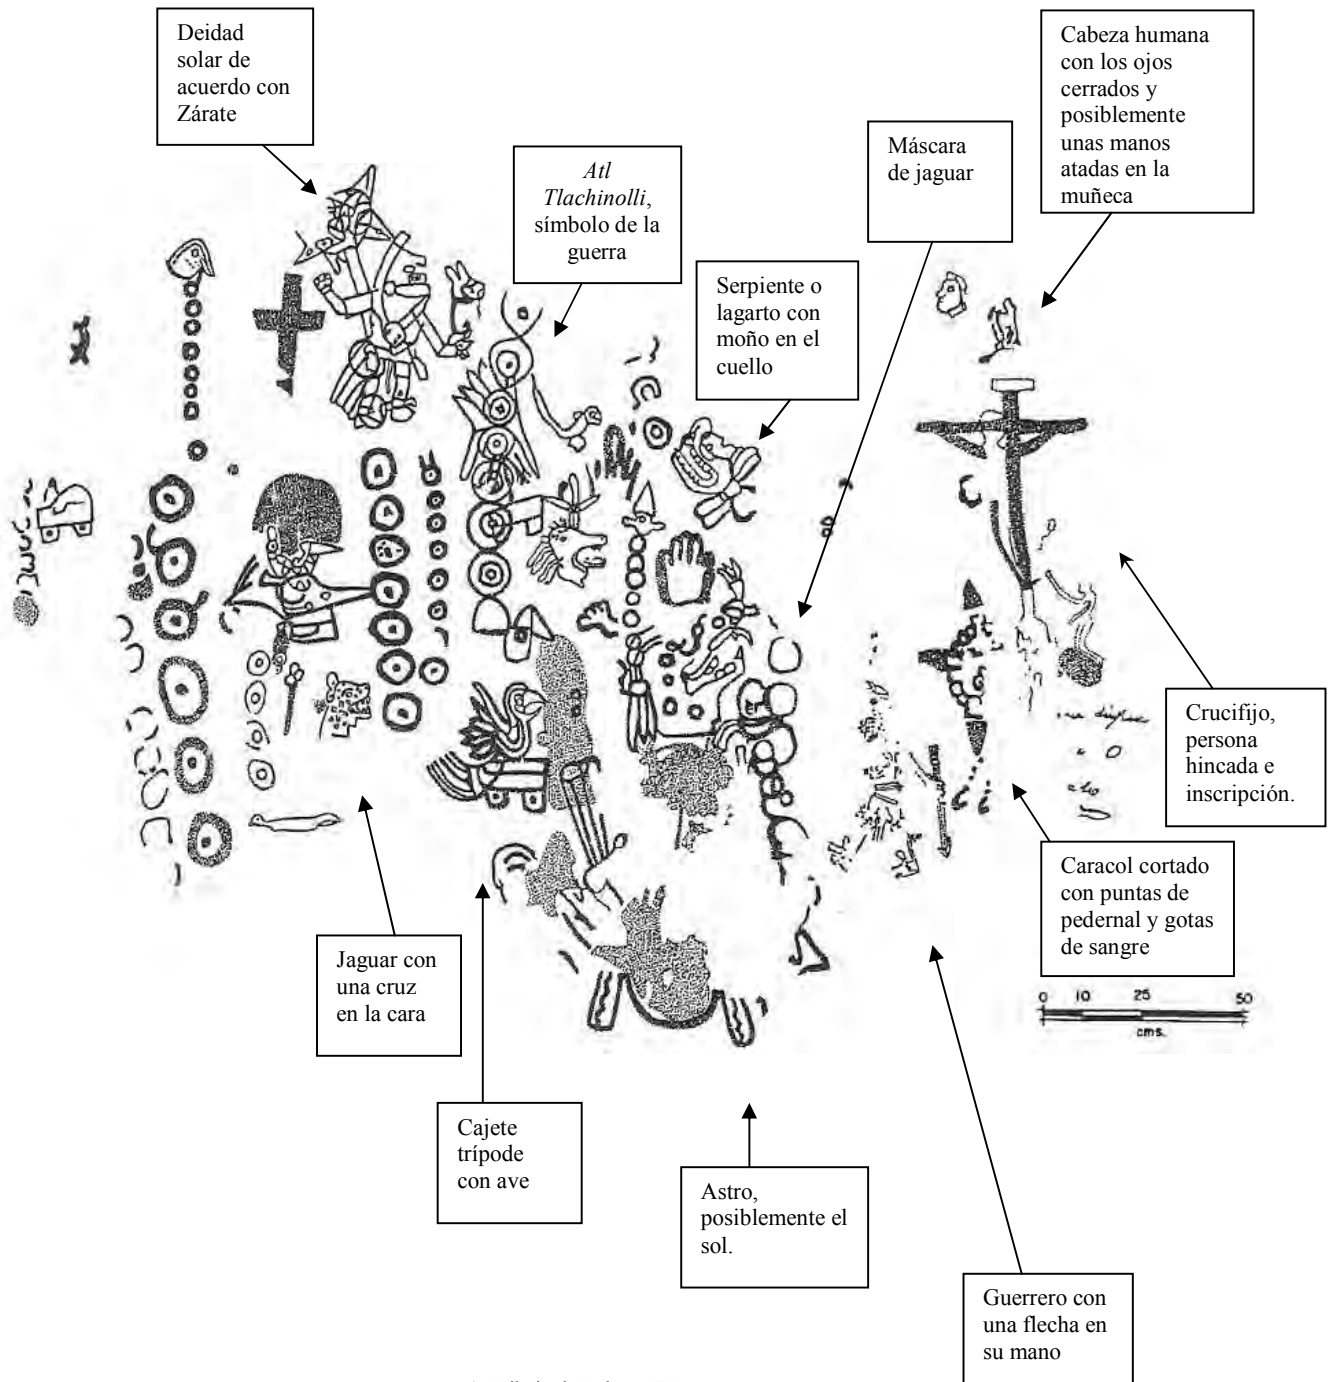 Deidad
solar de
acuerdo con
Zárate
Atl
Tlachinolli,
símbolo de la
guerra
Máscara
de jaguar
Cabeza humana
con los ojos
cerrados y
posiblemente
unas manos
atadas en la
muñeca
Serpiente o
lagarto con
moño en el
cuello
Crucifijo,
persona
hincada e
inscripción.
Caracol cortado
con puntas de
pedernal y gotas
de sangre
Jaguar con
una cruz
en la cara
0 10 25 50
cms.
Cajete
trípode
con ave
Astro,
posiblemente el
sol.
Guerrero con
una flecha en
su mano